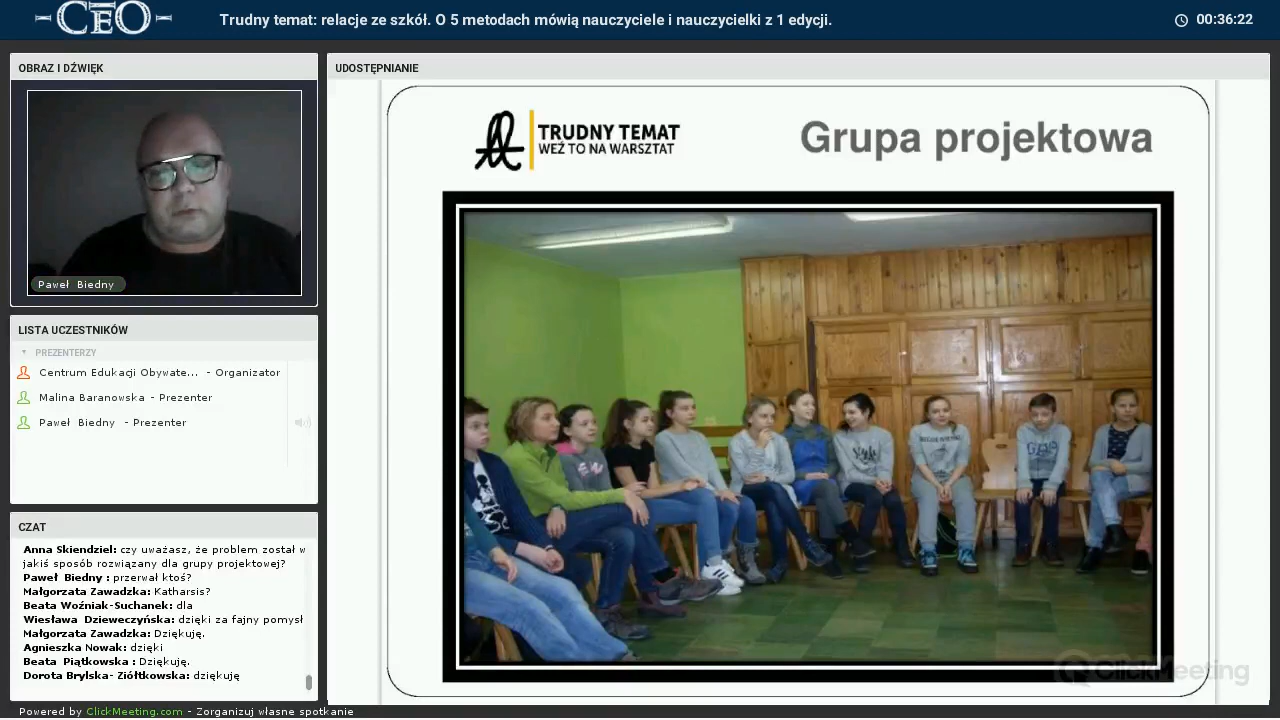 CEO
Trudny temat: relacje ze szkół. O 5 metodach mówią nauczyciele i nauczycielki z 1 edycji.
00:36:22
OBRAZ I DŹWIĘK
Paweł Biedny
LISTA UCZESTNIKÓW
PREZENTERZY
Centrum Edukacji Obywate... - Organizator
Malina Baranowska - Prezenter
Paweł Biedny - Prezenter
CZAT
Anna Skiendziel: czy uważasz, że problem został w
jakiś sposób rozwiązany dla grupy projektowej?
Paweł Biedny : przerwał ktoś?
Małgorzata Zawadzka: Katharsis?
Beata Woźniak-Suchanek: dla
Wiesława Dzieweczyńska: dzięki za fajny pomysł
Małgorzata Zawadzka: Dziękuję.
Agnieszka Nowak: dzięki
Beata Piątkowska : Dziękuję.
Dorota Brylska- Ziółtkowska: dziękuję
UDOSTĘPNIANIE
TRUDNY TEMAT
WEŹ TO NA WARSZTAT
Grupa projektowa
ClickMeeting
Powered by ClickMeeting.com - Zorganizuj własne spotkanie